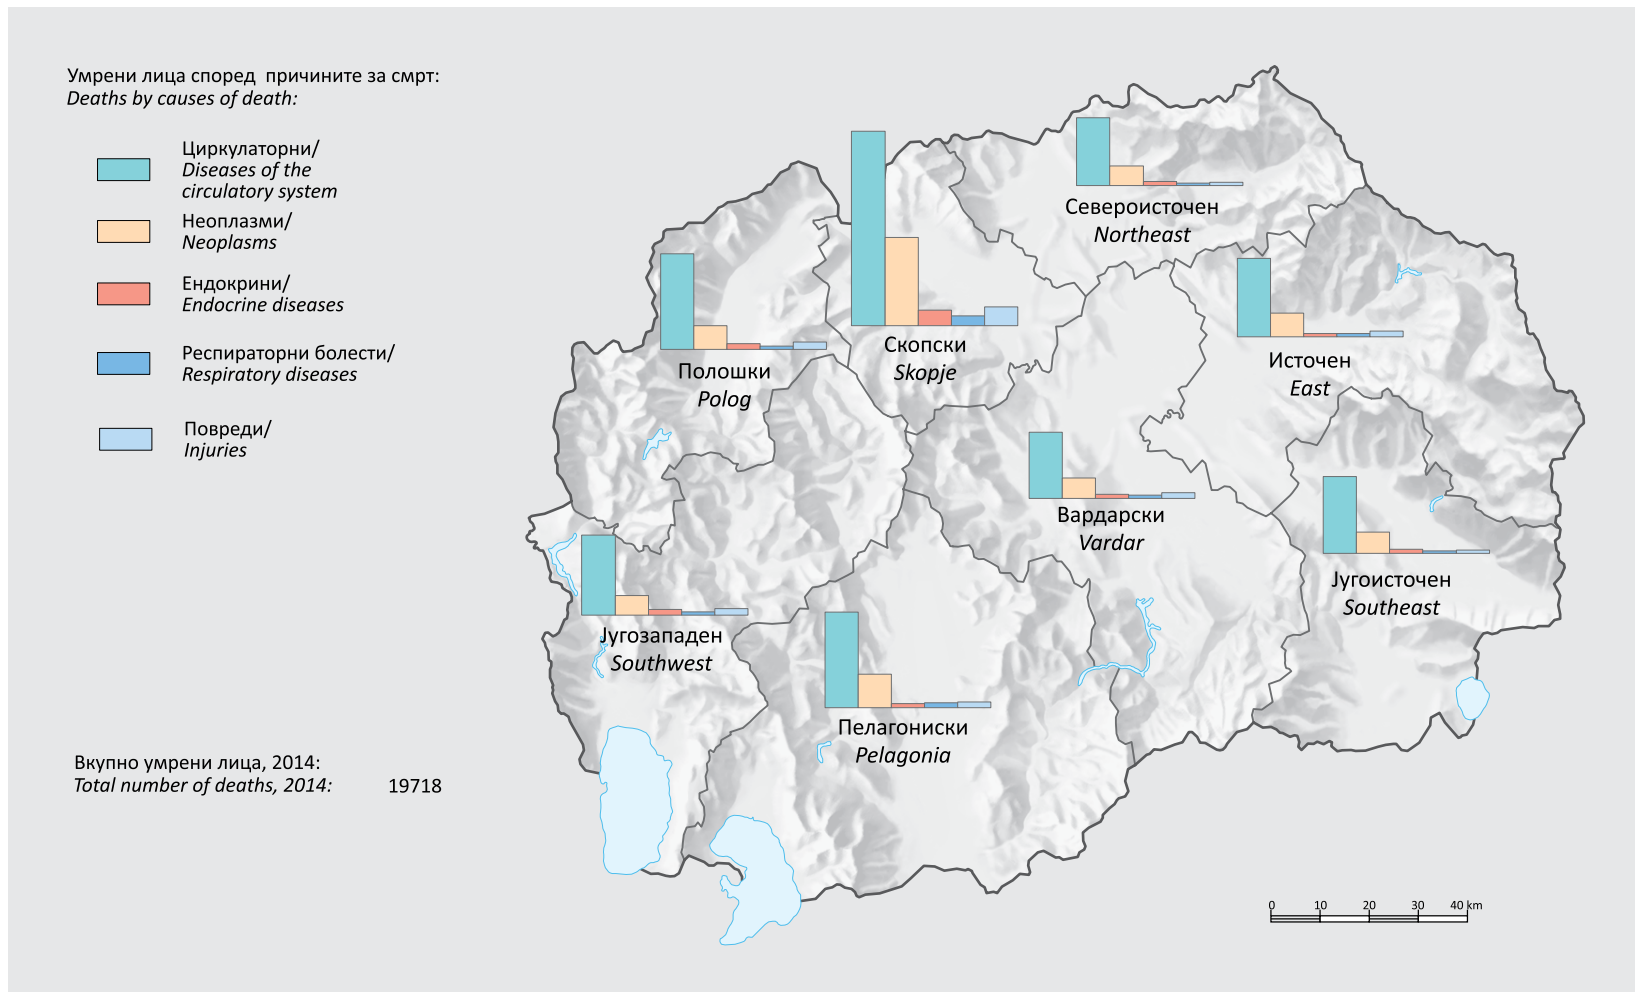 Умрени лица според причините за смрт:
Deaths by causes of death:
Циркулаторни/
Diseases of the
circulatory system
Неоплазми/
Neoplasms
Ендокрини/
Endocrine diseases
Респираторни болести/
Respiratory diseases
Повреди/
Injuries
Североисточен
Northeast
Скопски
Skopje
Полошки
Polog
Источен
East
Вардарски
Vardar
Југоисточен
Southeast
Југозападен
Southwest
Пелагониски
Pelagonia
Вкупно умрени лица, 2014:
Total number of deaths, 2014: 19718
0 10 20 30 40 km